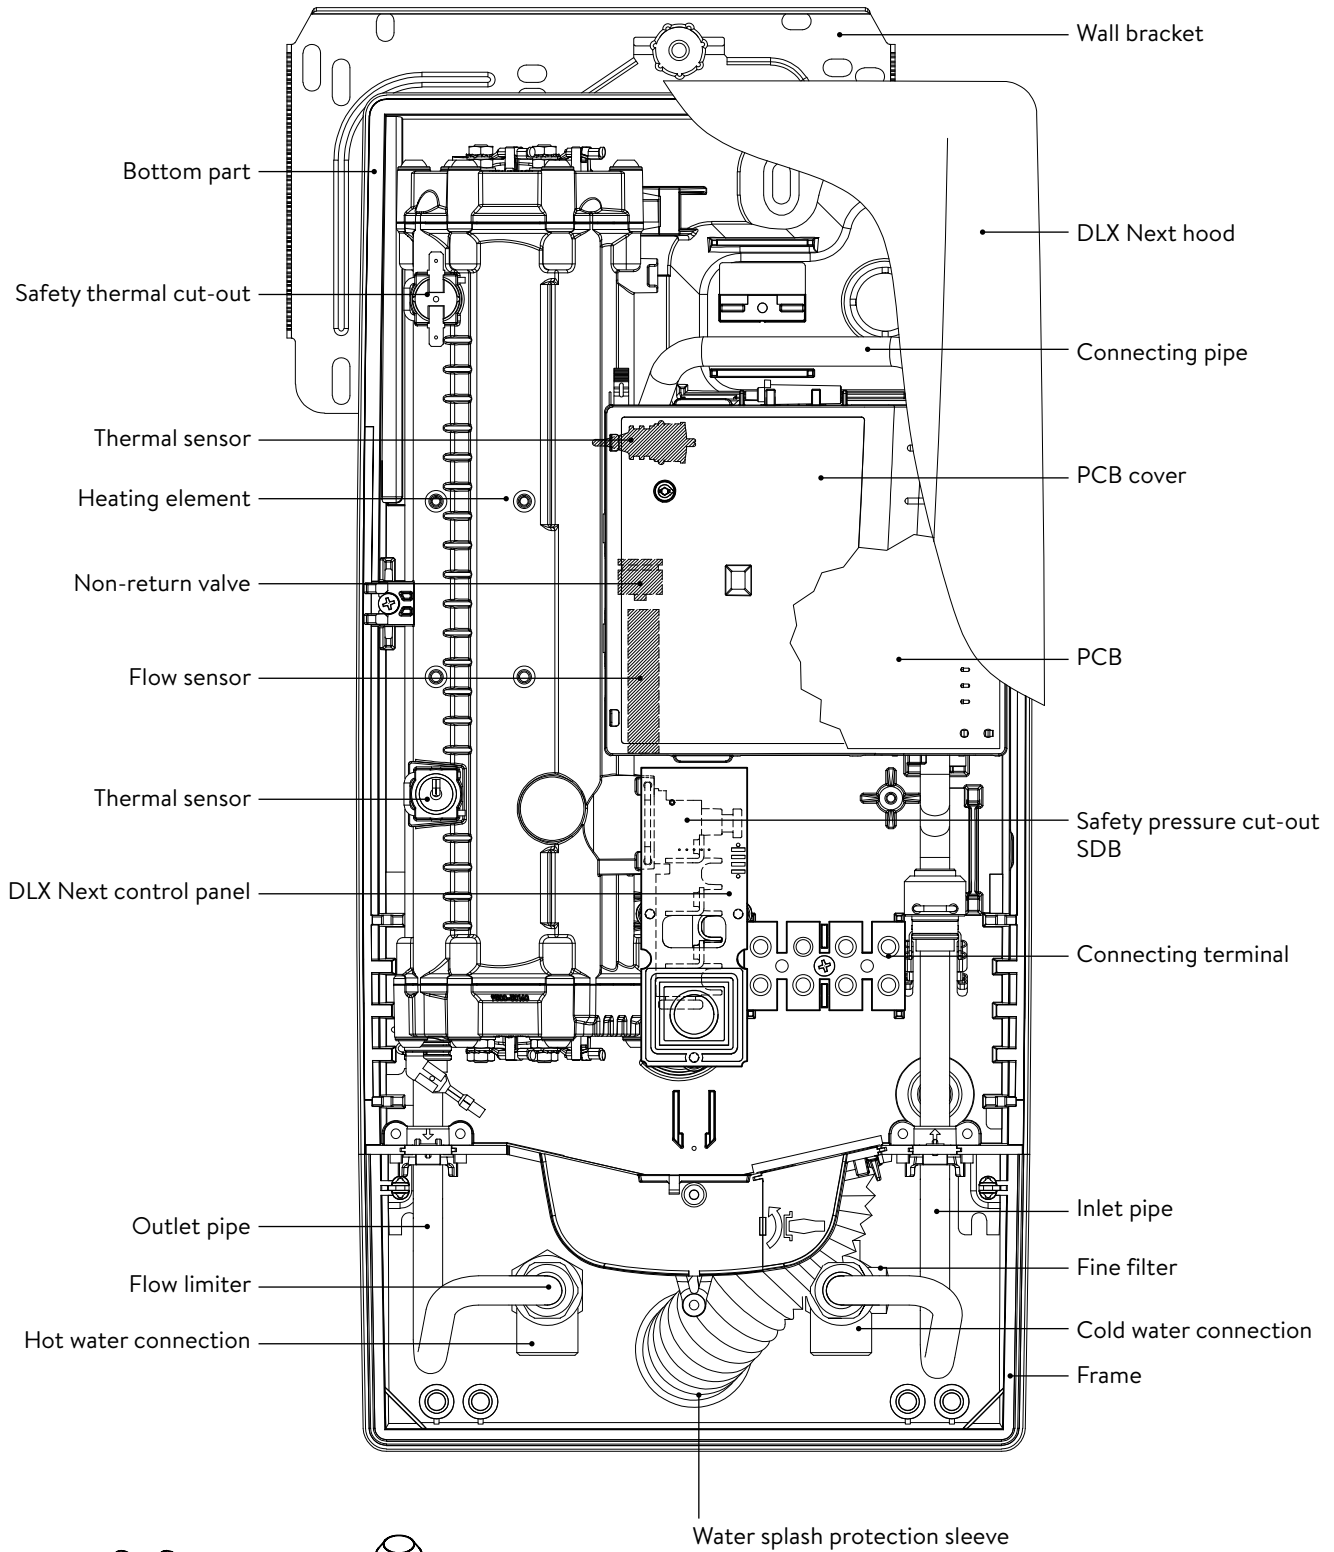 Wall bracket
Bottom part
DLX Next hood
Safety thermal cut-out
Connecting pipe
Thermal sensor
PCB cover
Heating element
Non-return valve
PCB
Flow sensor
Thermal sensor
Safety pressure cut-out
SDB
DLX Next control panel
Connecting terminal
Inlet pipe
Outlet pipe
Fine filter
Flow limiter
Cold water connection
Hot water connection
Frame
Water splash protection sleeve